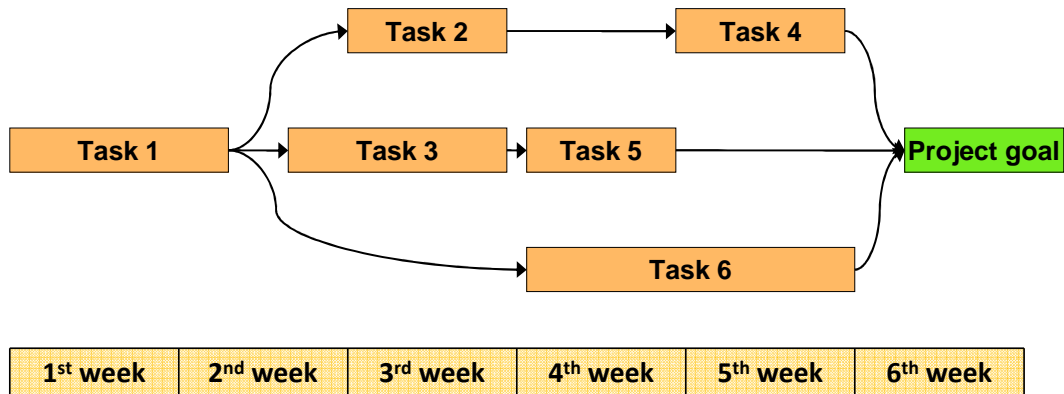 Task 2
Task 4
Task 1
Task 3
Task 5
Project goal
Task 6
1st week
2nd week
3rd week
4th week
5th week
6th week